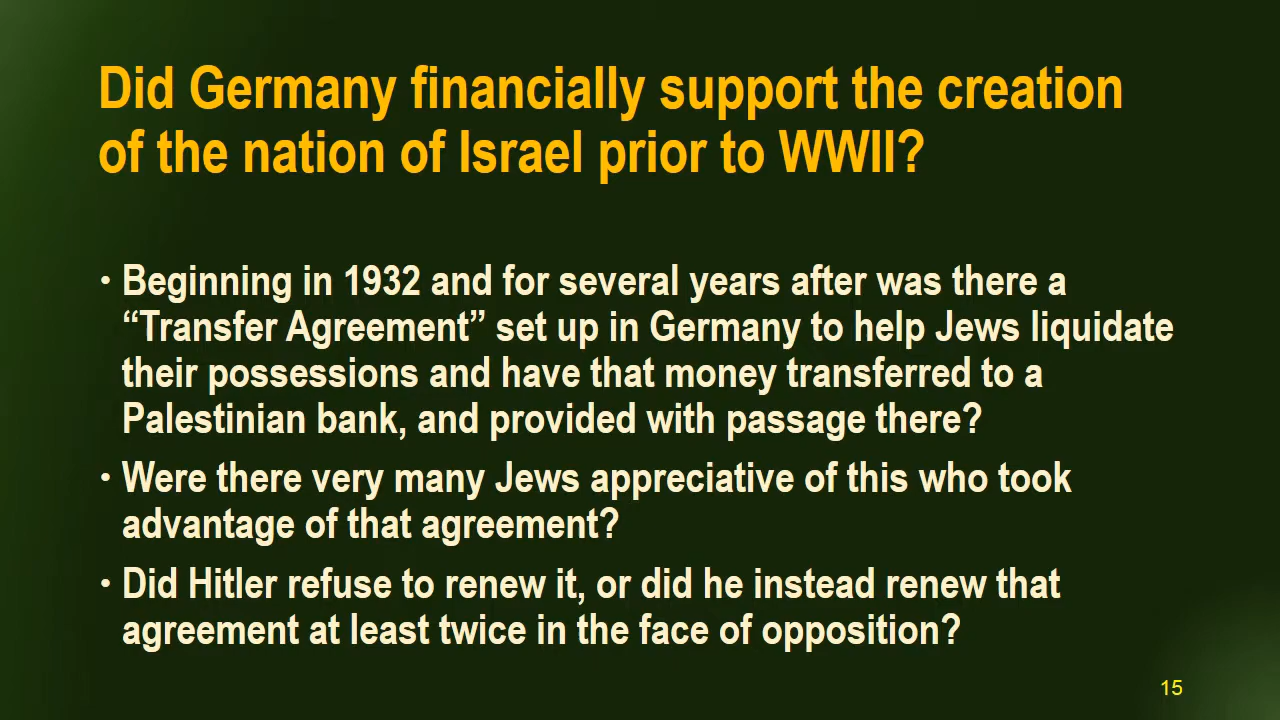 Did Germany financially support the creation
of the nation of Israel prior to WWII?
• Beginning in 1932 and for several years after was there a
“Transfer Agreement” set up in Germany to help Jews liquidate
their possessions and have that money transferred to a
Palestinian bank, and provided with passage there?
• Were there very many Jews appreciative of this who took
advantage of that agreement?
• Did Hitler refuse to renew it, or did he instead renew that
agreement at least twice in the face of opposition?
15